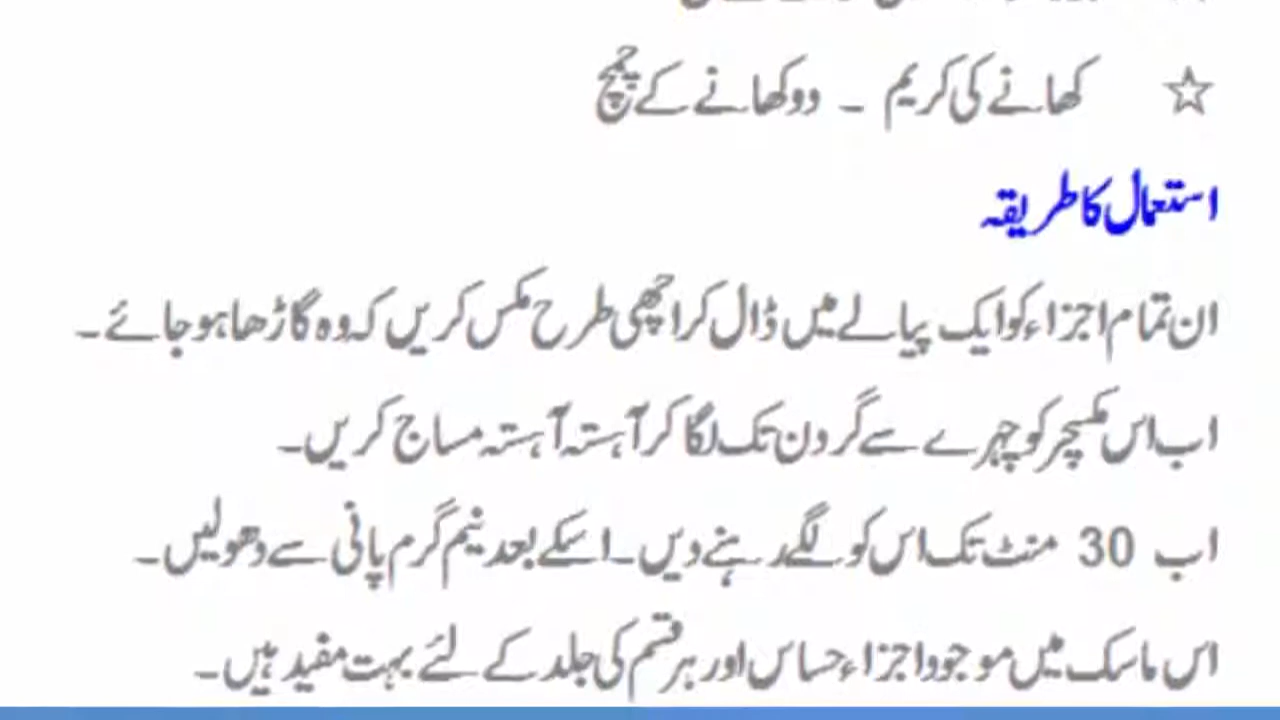 ☆ کھانے کی کریم ۔ دو کھانے کے چمچ
استعمال کا طریقہ
ان تمام اجزاء کو ایک پیالے میں ڈال کر اچھی طرح مکس کریں کہ وہ گاڑھا ہو جائے۔
اب اس مکسچر کو چہرے سے گردن تک لگا کر آہستہ آہستہ مساج کریں۔
اب 30 منٹ تک اس کو لگے رہنے دیں۔ اسکے بعد نیم گرم پانی سے دھولیں۔
اس ماسک میں موجود اجزاء حساس اور ہر قسم کی جلد کے لئے بہت مفید ہیں۔